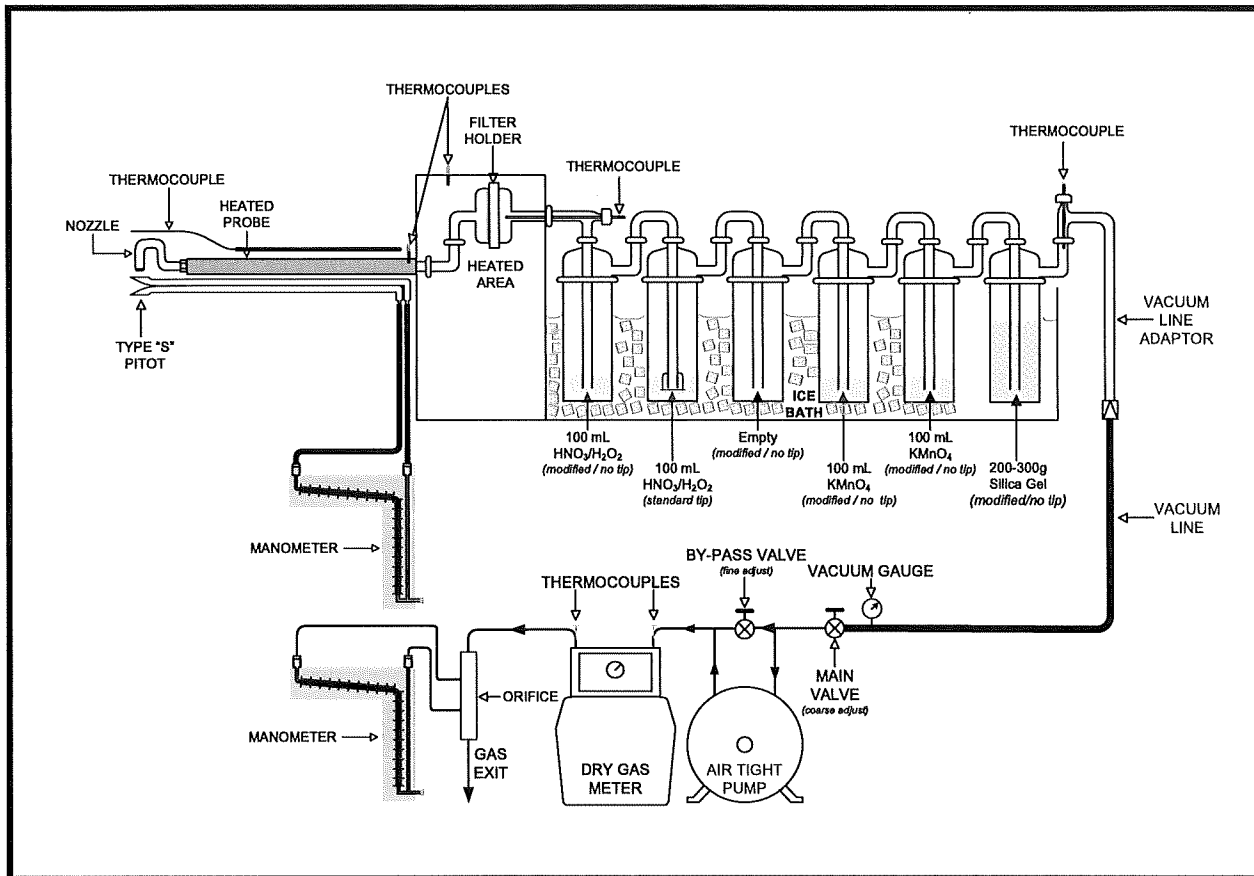 THERMOCOUPLES
FILTER
HOLDER
THERMOCOUPLE
THERMOCOUPLE
THERMOCOUPLE
HEATED
PROBE
NOZZLE
HEATED
AREA
TYPE "S"
PITOT
VACUUM
LINE
ADAPTOR
ICE
BATH
100 mL
HNO₃/H₂O₂
(modified / no tip)
100 mL
HNO₃/H₂O₂
(standard tip)
Empty
(modified / no tip)
100 mL
KMnO₄
(modified / no tip)
100 mL
KMnO₄
(modified / no tip)
200-300g
Silica Gel
(modified/no tip)
VACUUM
LINE
MANOMETER
BY-PASS VALVE
(fine adjust)
VACUUM GAUGE
THERMOCOUPLES
MAIN
VALVE
(coarse adjust)
ORIFICE
MANOMETER
GAS
EXIT
DRY GAS
METER
AIR TIGHT
PUMP